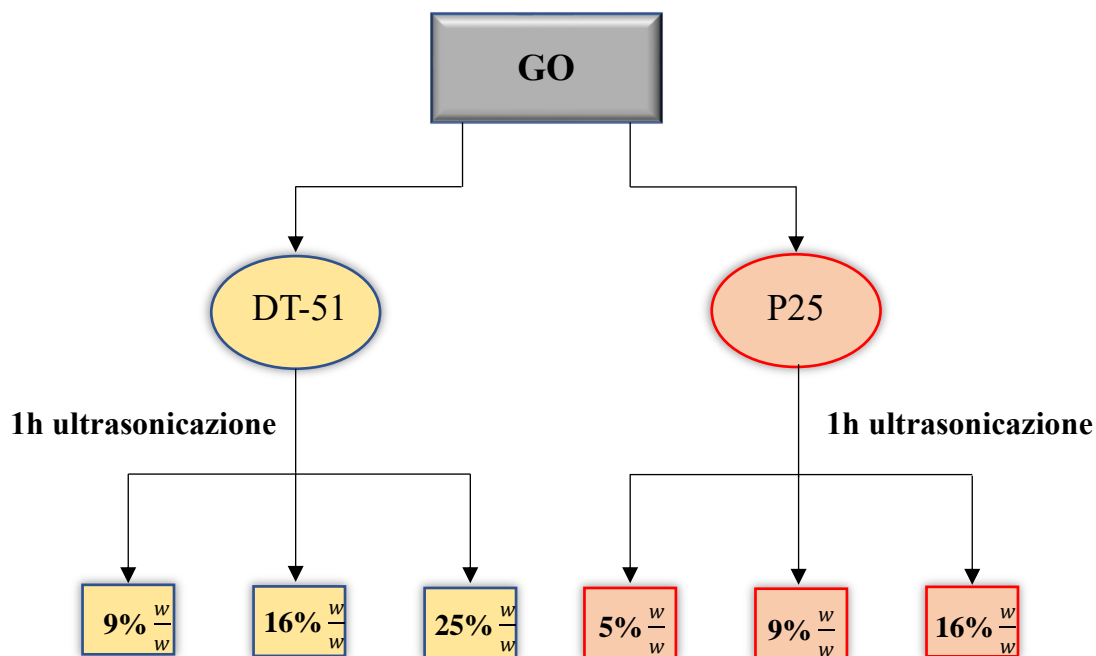 GO
DT-51
P25
1h ultrasonicazione
1h ultrasonicazione
9% w/w
16% w/w
25% w/w
5% w/w
9% w/w
16% w/w